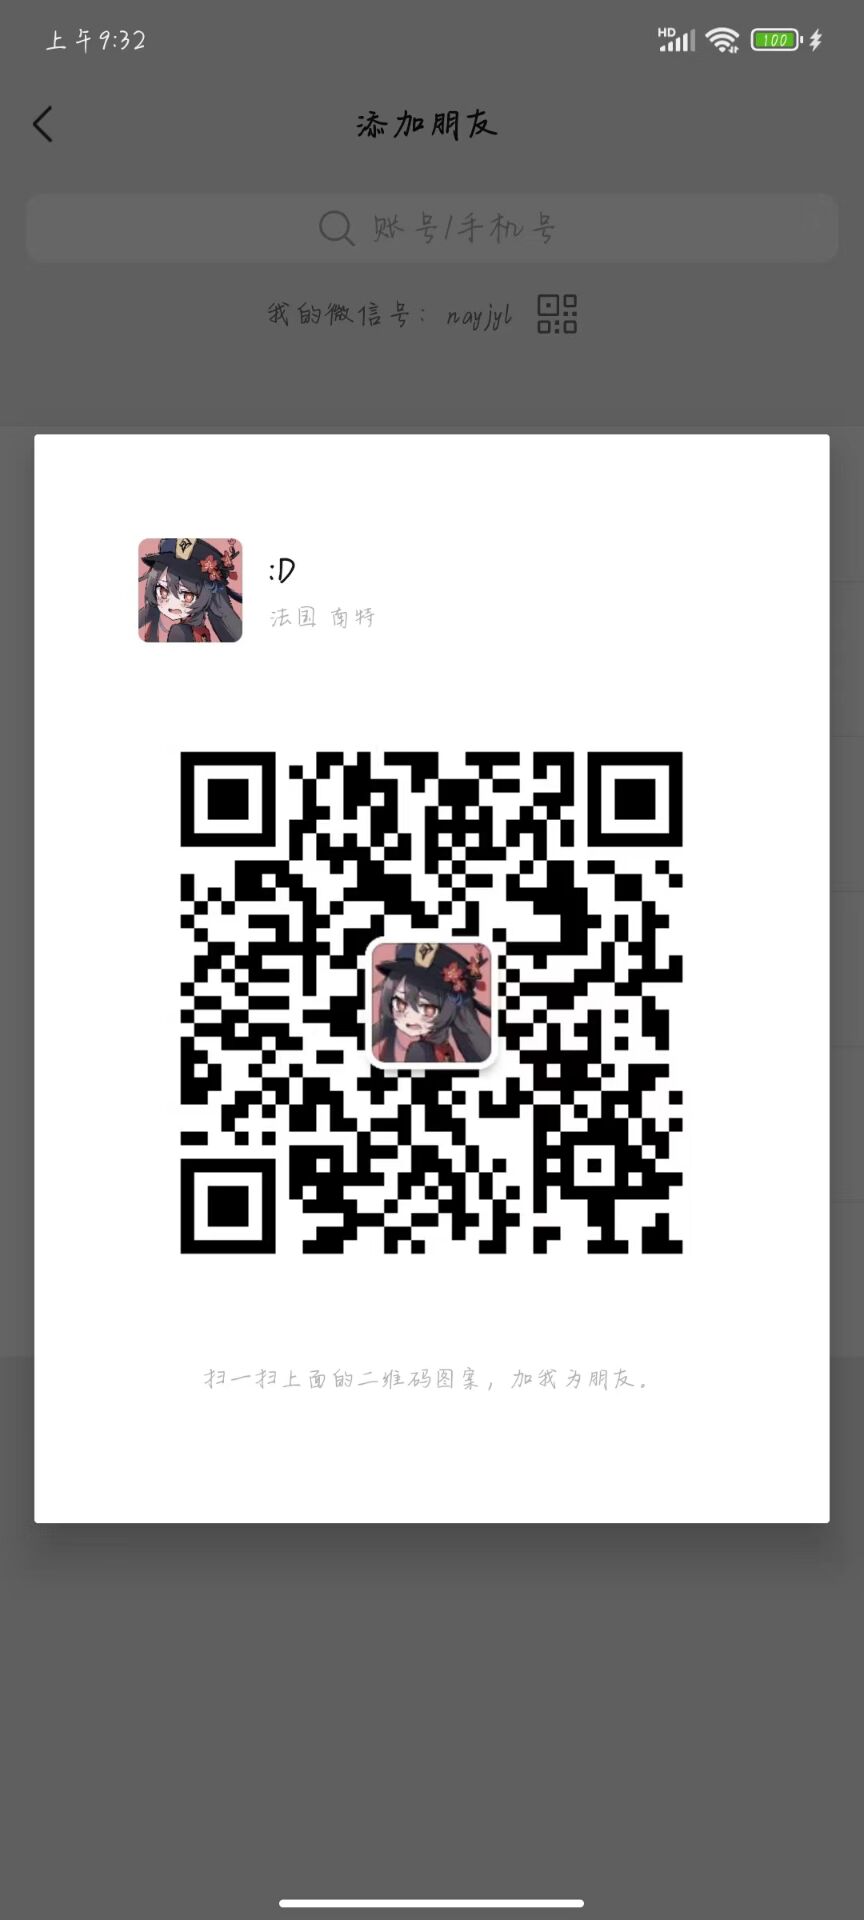 上午9:32
HD
100
添加朋友
账号/手机号
我的微信号：nayjyl
:D
法国 南特
扫一扫上面的二维码图案，加我为朋友。